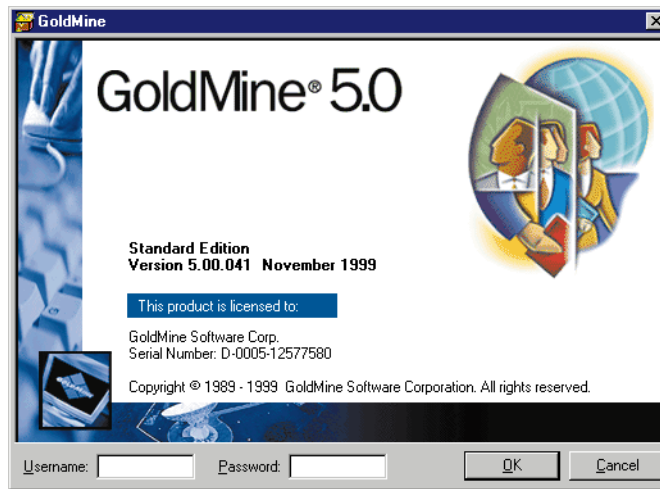 GoldMine
GoldMine® 5.0
Standard Edition
Version 5.00.041 November 1999
This product is licensed to:
GoldMine Software Corp.
Serial Number: D-0005-12577580
Copyright © 1989 - 1999 GoldMine Software Corporation. All rights reserved.
Username: Password: OK Cancel